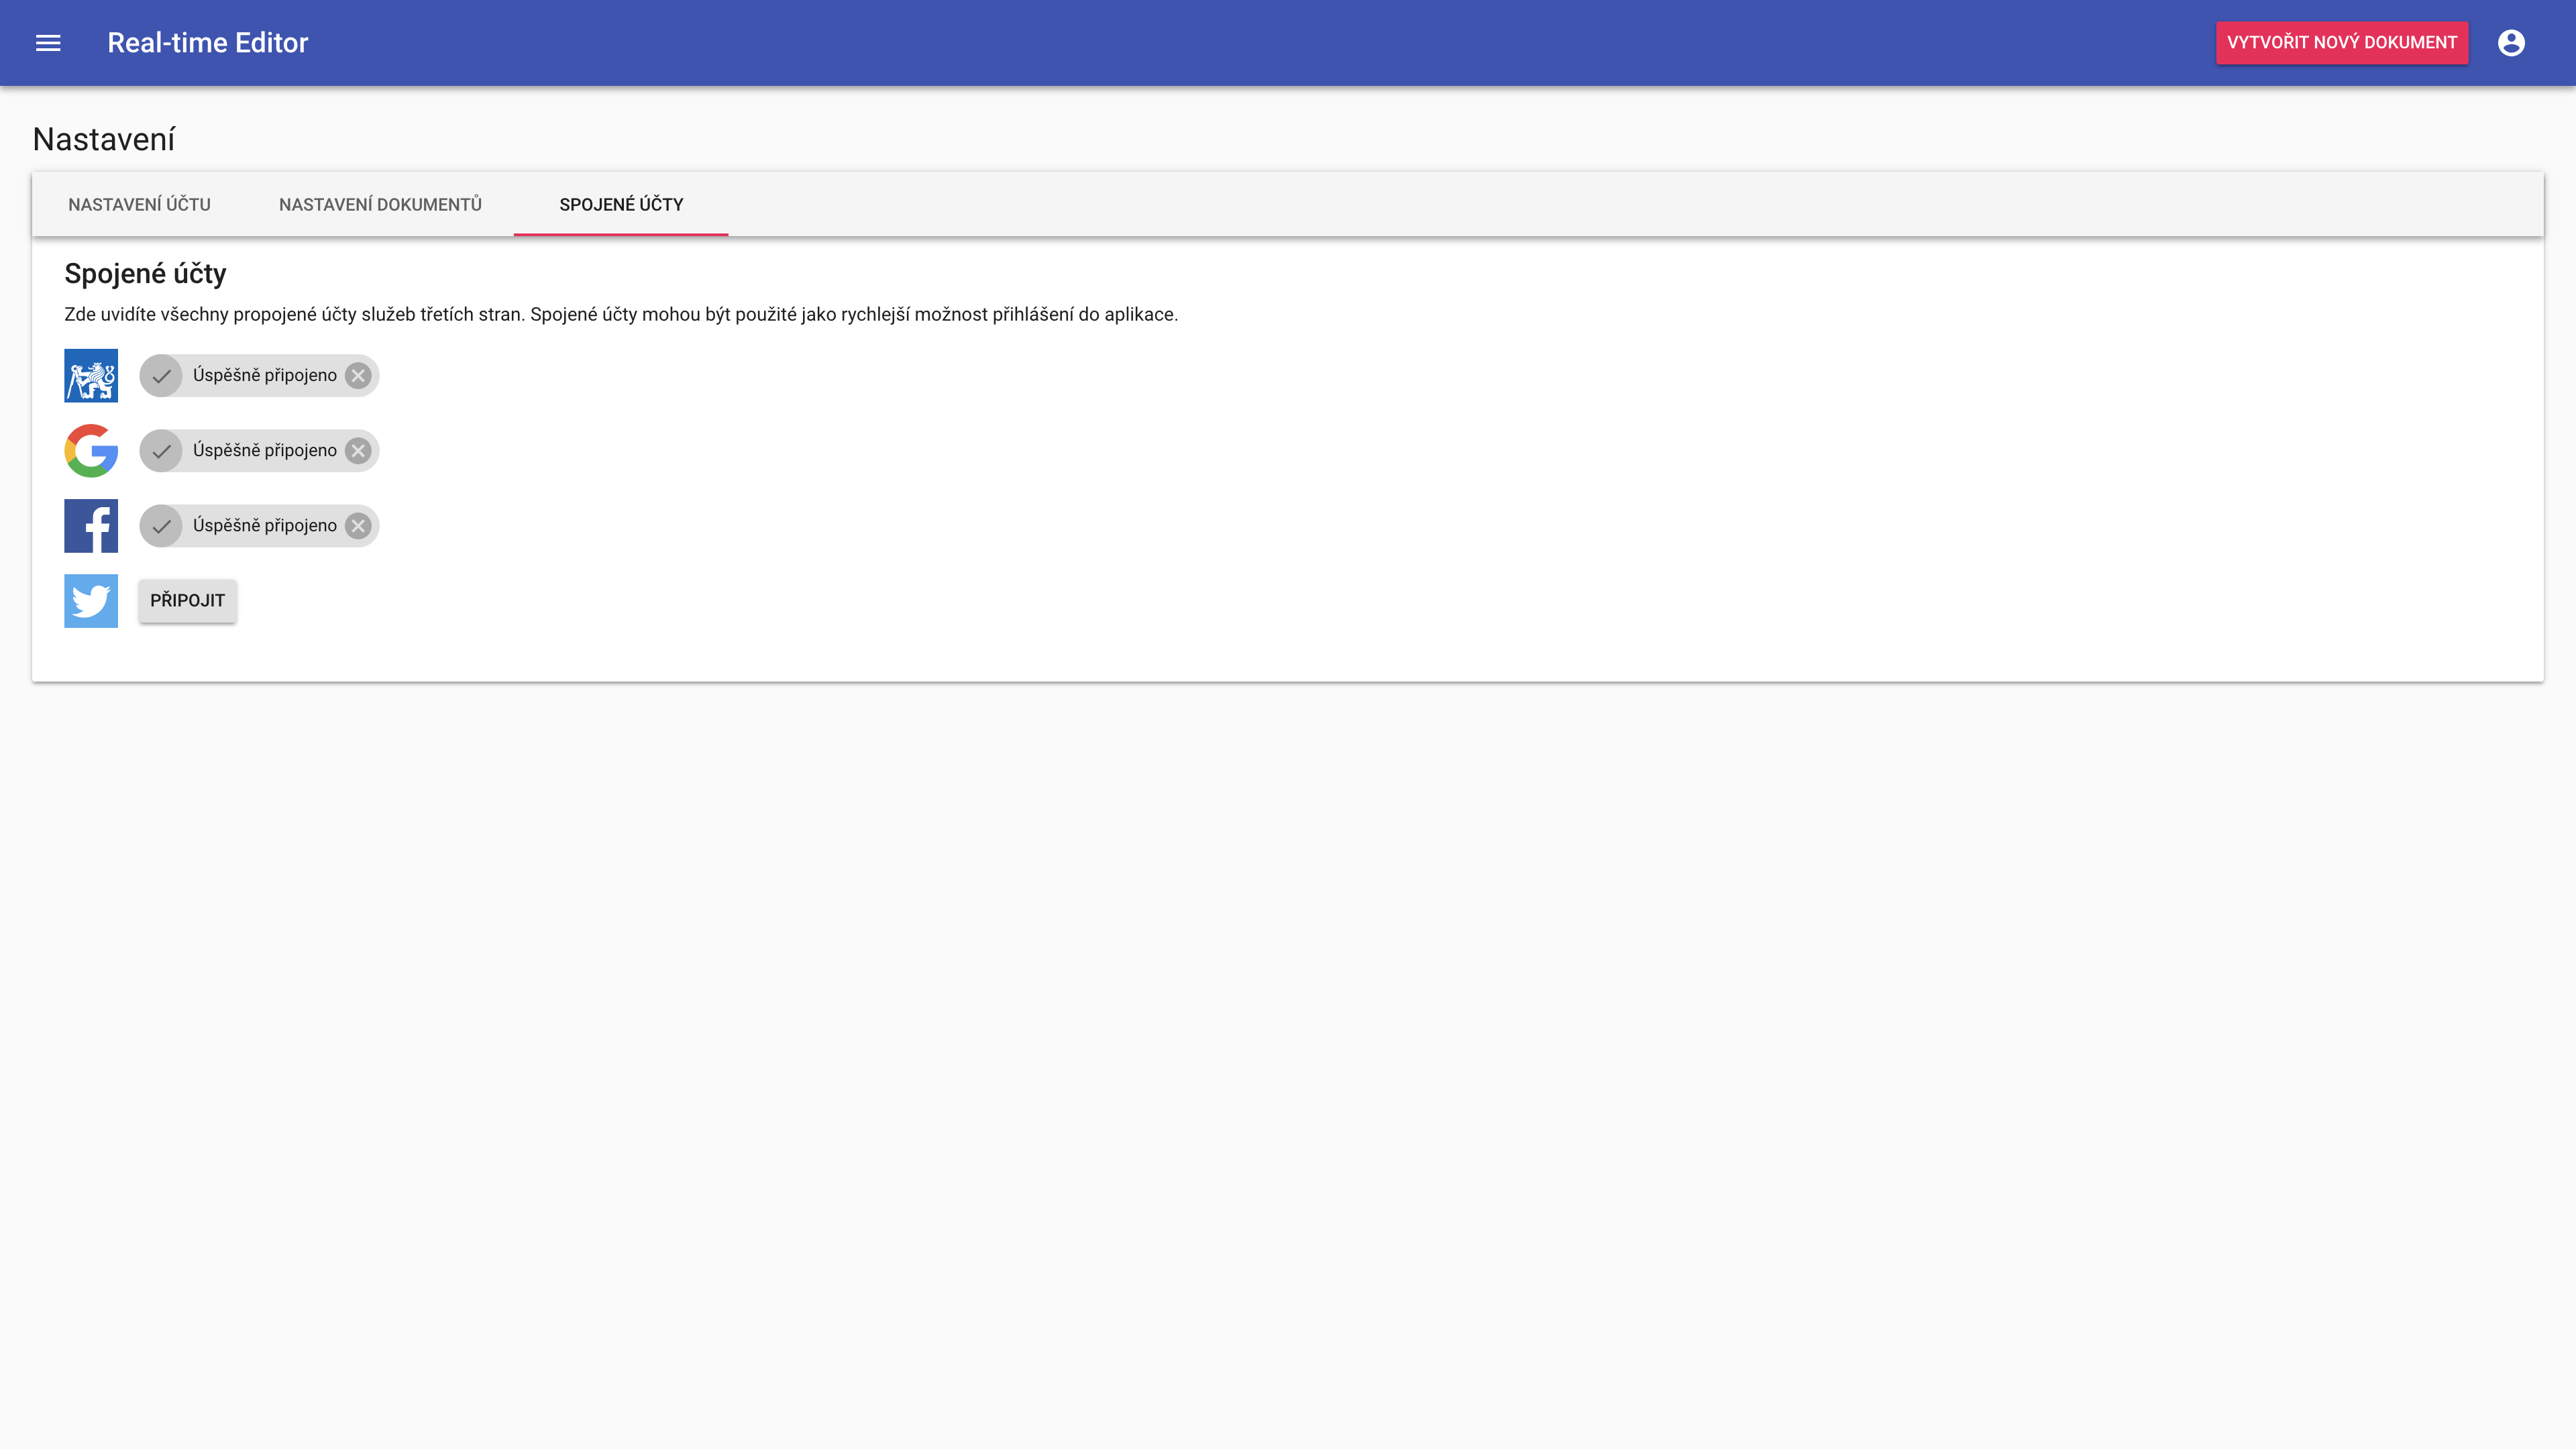 Real-time Editor
VYTVOŘIT NOVÝ DOKUMENT
Nastavení
NASTAVENÍ ÚČTU
NASTAVENÍ DOKUMENTŮ
SPOJENÉ ÚČTY
Spojené účty
Zde uvidíte všechny propojené účty služeb třetích stran. Spojené účty mohou být použité jako rychlejší možnost přihlášení do aplikace.
Úspěšně připojeno
Úspěšně připojeno
Úspěšně připojeno
PŘIPOJIT